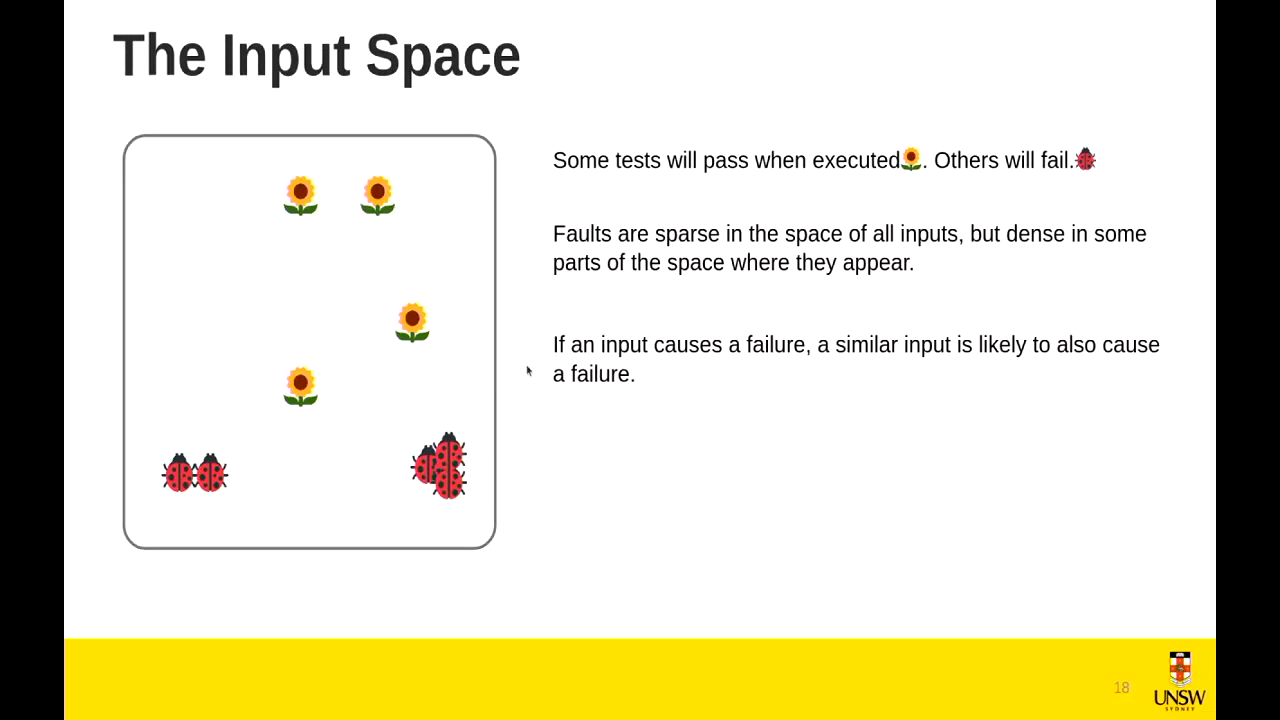 The Input Space
Some tests will pass when executed🌻. Others will fail.🐞
Faults are sparse in the space of all inputs, but dense in some
parts of the space where they appear.
If an input causes a failure, a similar input is likely to also cause
a failure.
18
UNSW
SYDNEY